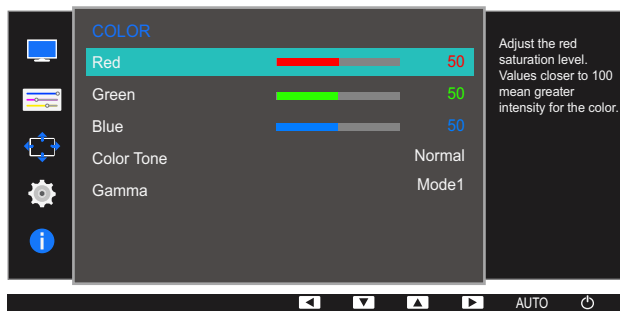 COLOR
Red 50
Green 50
Blue 50
Color Tone Normal
Gamma Mode1
Adjust the red
saturation level.
Values closer to 100
mean greater
intensity for the color.
i
AUTO